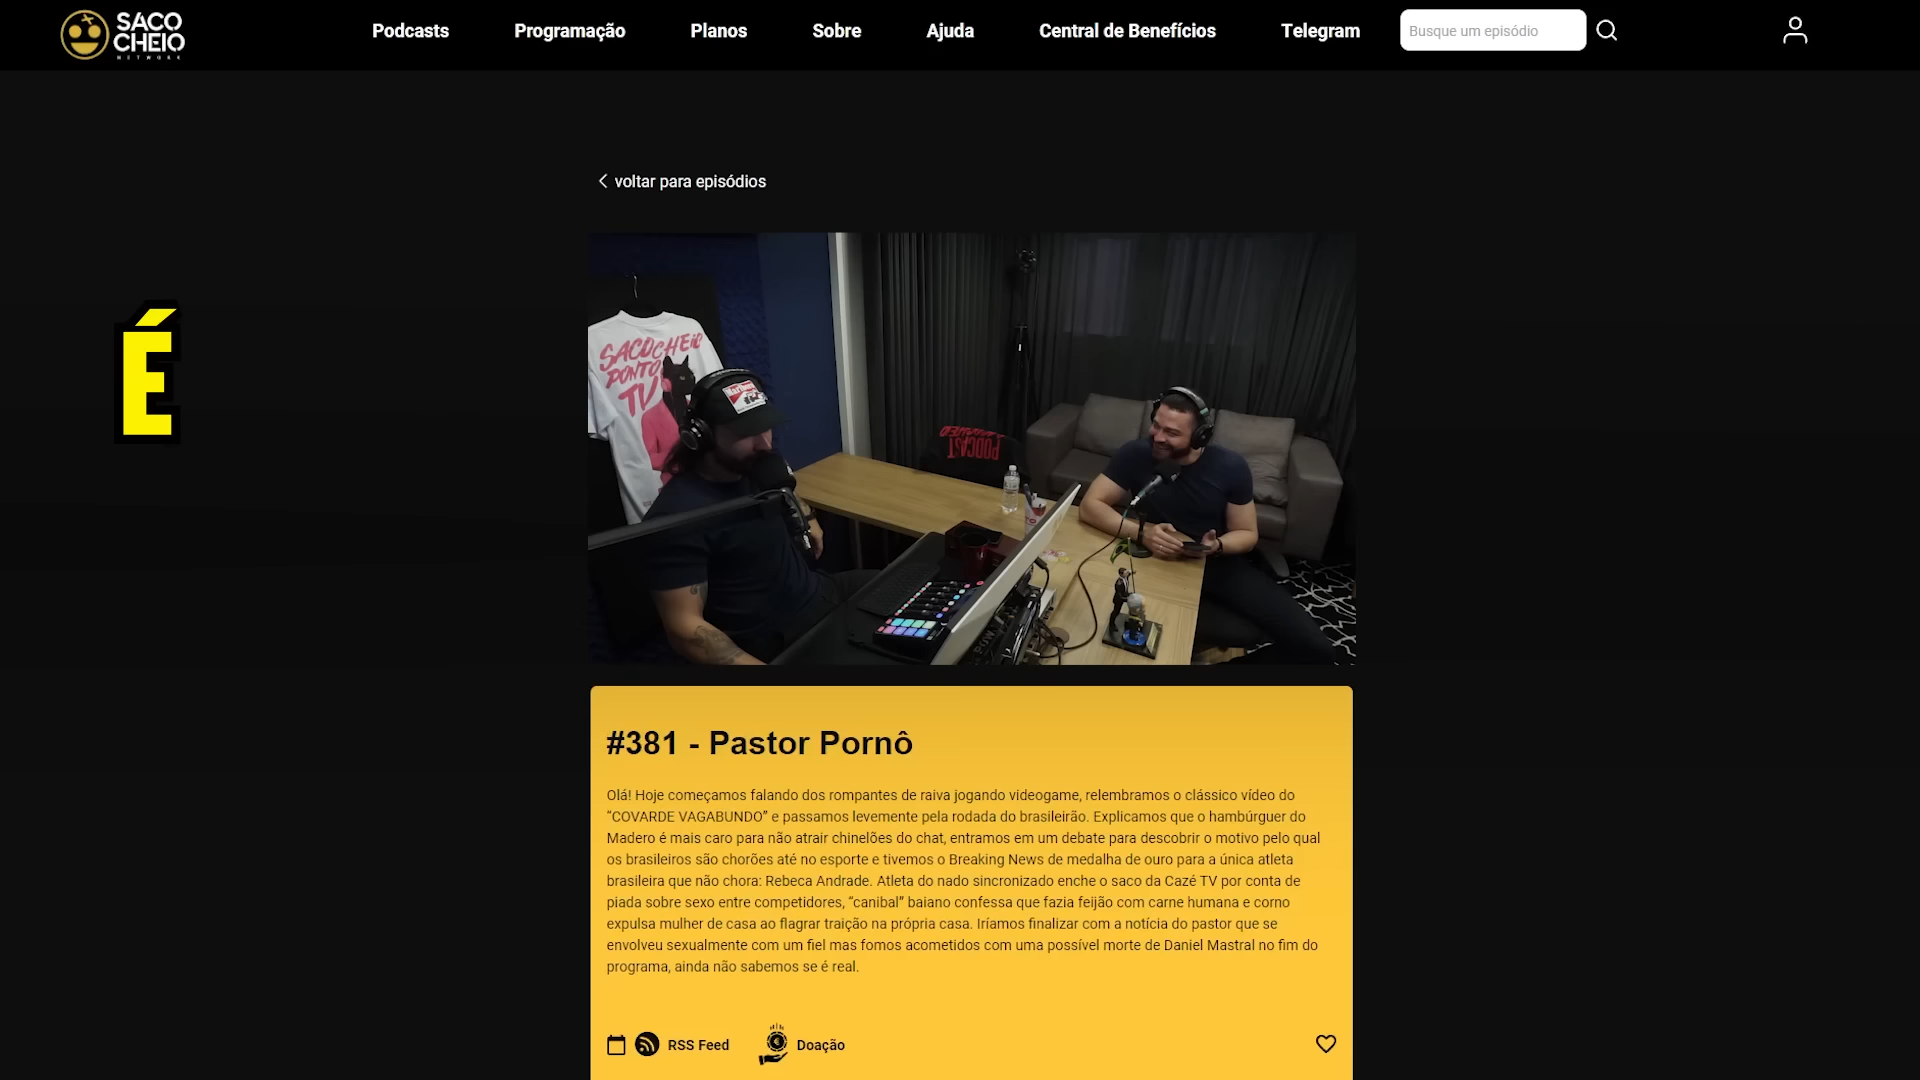 SACO
CHEIO
NETWORK
Podcasts
Programação
Planos
Sobre
Ajuda
Central de Benefícios
Telegram
Busque um episódio
voltar para episódios
É
SACOCHEIO
PONTO
TV
Marlboro
PODCAST
#381 - Pastor Pornô
Olá! Hoje começamos falando dos rompantes de raiva jogando videogame, relembramos o clássico vídeo do
“COVARDE VAGABUNDO” e passamos levemente pela rodada do brasileirão. Explicamos que o hambúrguer do
Madero é mais caro para não atrair chinelões do chat, entramos em um debate para descobrir o motivo pelo qual
os brasileiros são chorões até no esporte e tivemos o Breaking News de medalha de ouro para a única atleta
brasileira que não chora: Rebeca Andrade. Atleta do nado sincronizado enche o saco da Cazé TV por conta de
piada sobre sexo entre competidores, “canibal” baiano confessa que fazia feijão com carne humana e corno
expulsa mulher de casa ao flagrar traição na própria casa. Iríamos finalizar com a notícia do pastor que se
envolveu sexualmente com um fiel mas fomos acometidos com uma possível morte de Daniel Mastral no fim do
programa, ainda não sabemos se é real.
RSS Feed
Doação